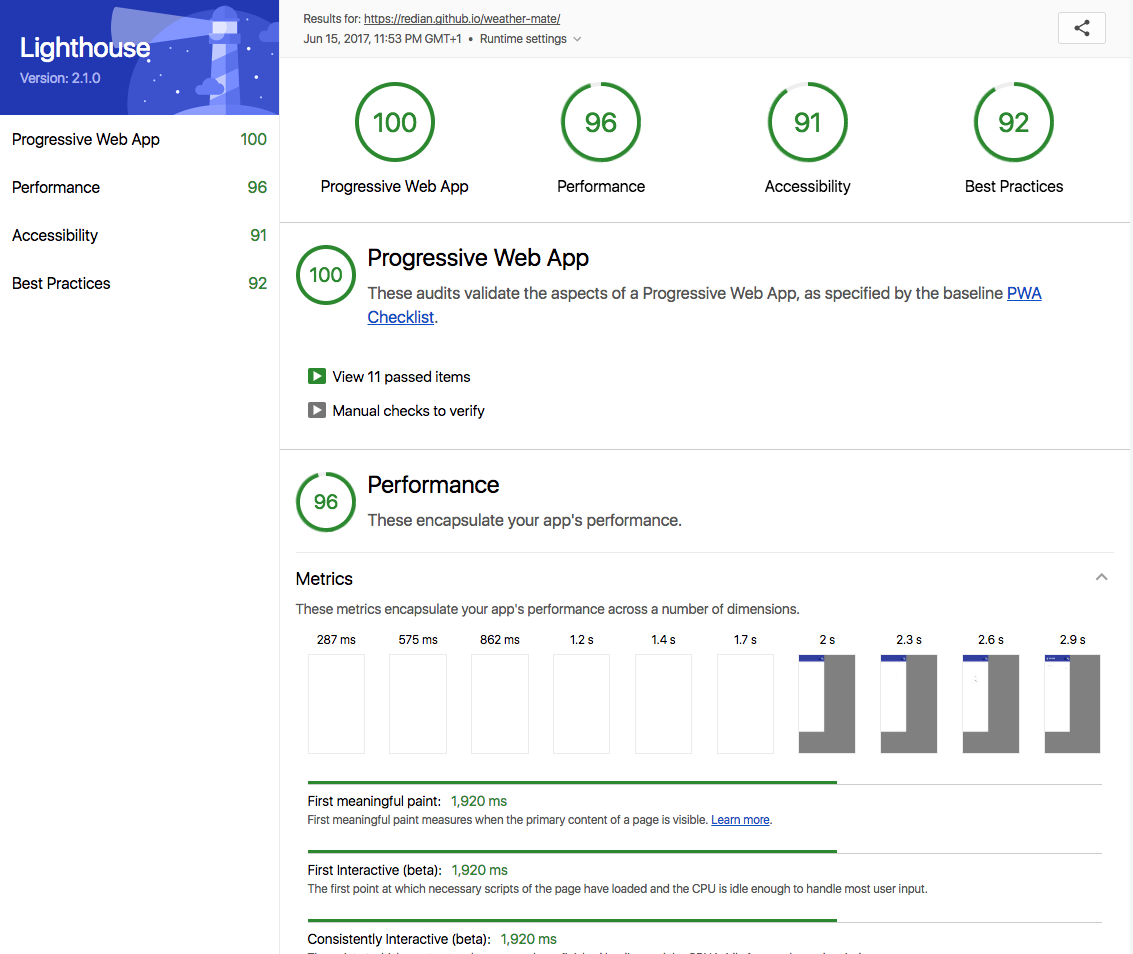 Lighthouse
Version: 2.1.0
Progressive Web App 100
Performance 96
Accessibility 91
Best Practices 92
Results for: https://redian.github.io/weather-mate/
Jun 15, 2017, 11:53 PM GMT+1 • Runtime settings
100 96 91 92
Progressive Web App Performance Accessibility Best Practices
100
Progressive Web App
These audits validate the aspects of a Progressive Web App, as specified by the baseline PWA
Checklist.
View 11 passed items
Manual checks to verify
96
Performance
These encapsulate your app's performance.
Metrics
These metrics encapsulate your app's performance across a number of dimensions.
287 ms 575 ms 862 ms 1.2 s 1.4 s 1.7 s 2 s 2.3 s 2.6 s 2.9 s
First meaningful paint: 1,920 ms
First meaningful paint measures when the primary content of a page is visible. Learn more.
First Interactive (beta): 1,920 ms
The first point at which necessary scripts of the page have loaded and the CPU is idle enough to handle most user input.
Consistently Interactive (beta): 1,920 ms